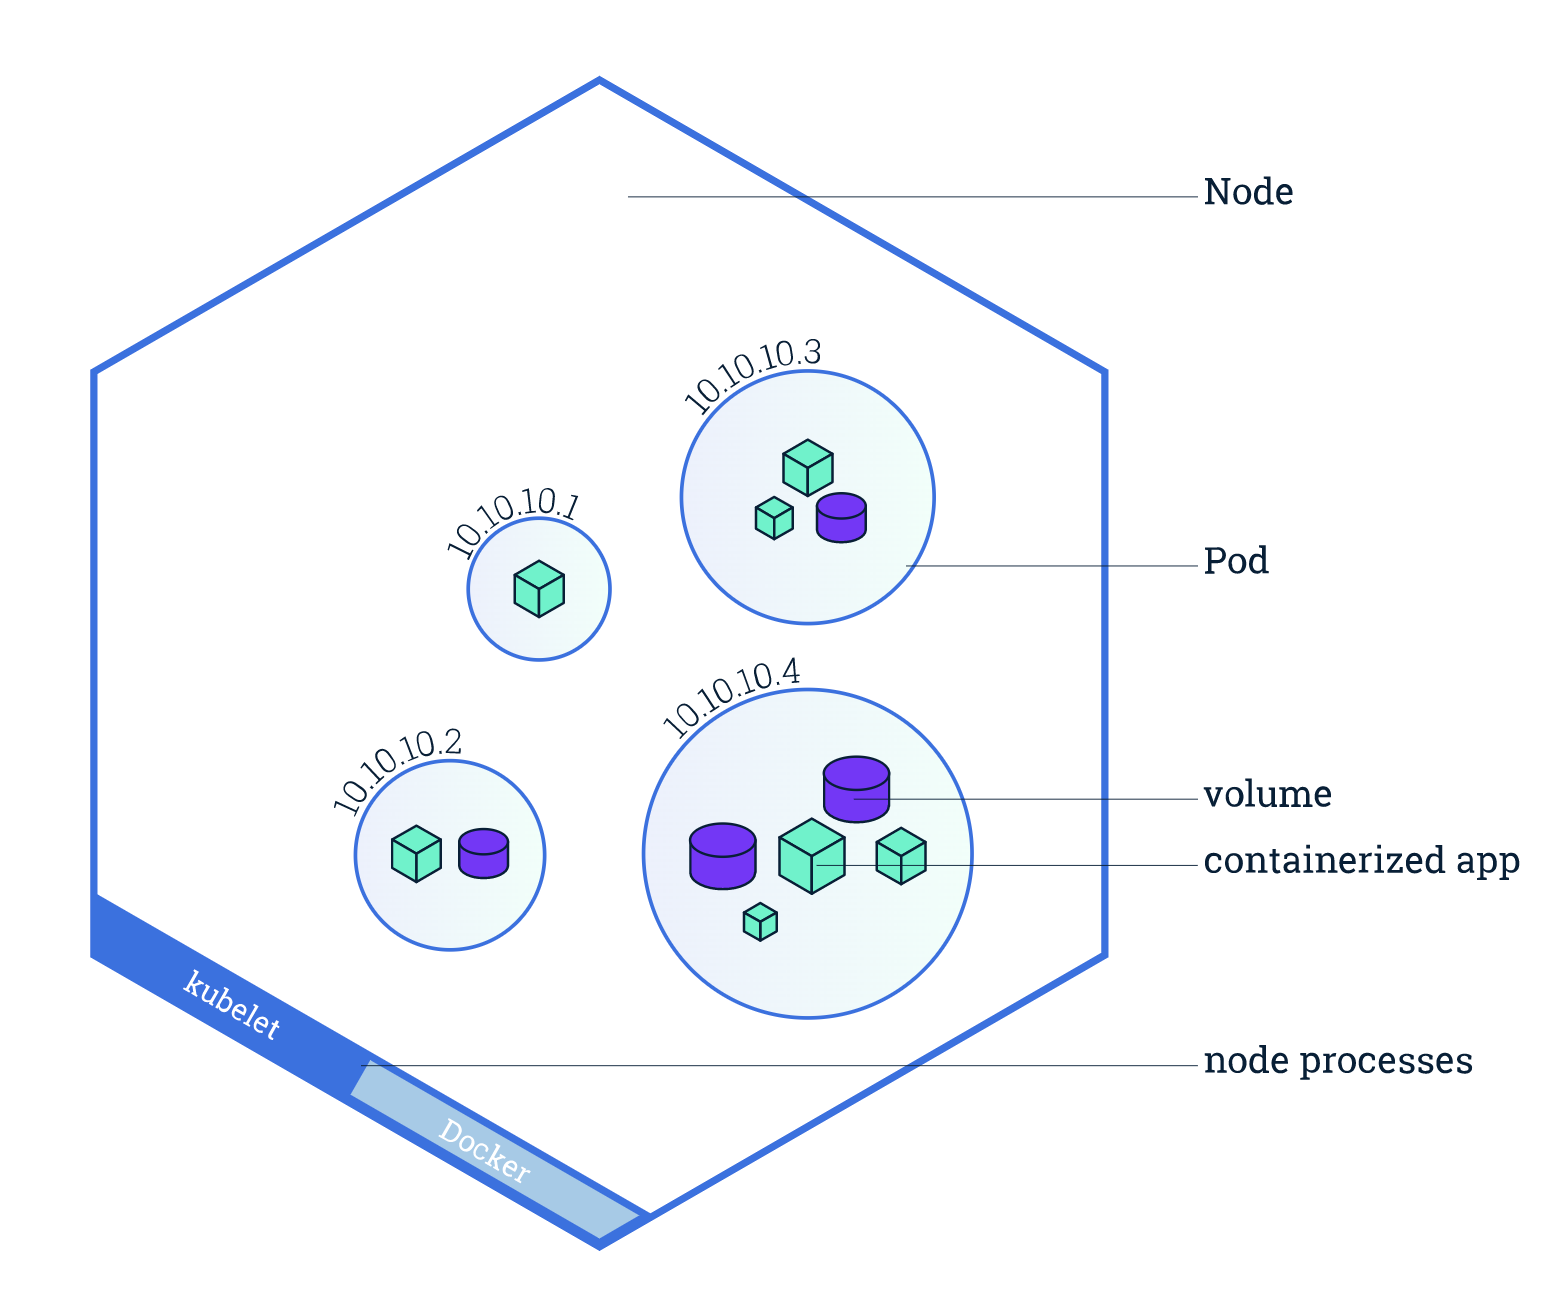 Node
10.10.10.3
10.10.10.1
Pod
10.10.10.4
10.10.10.2
volume
containerized app
kubelet
node processes
Docker